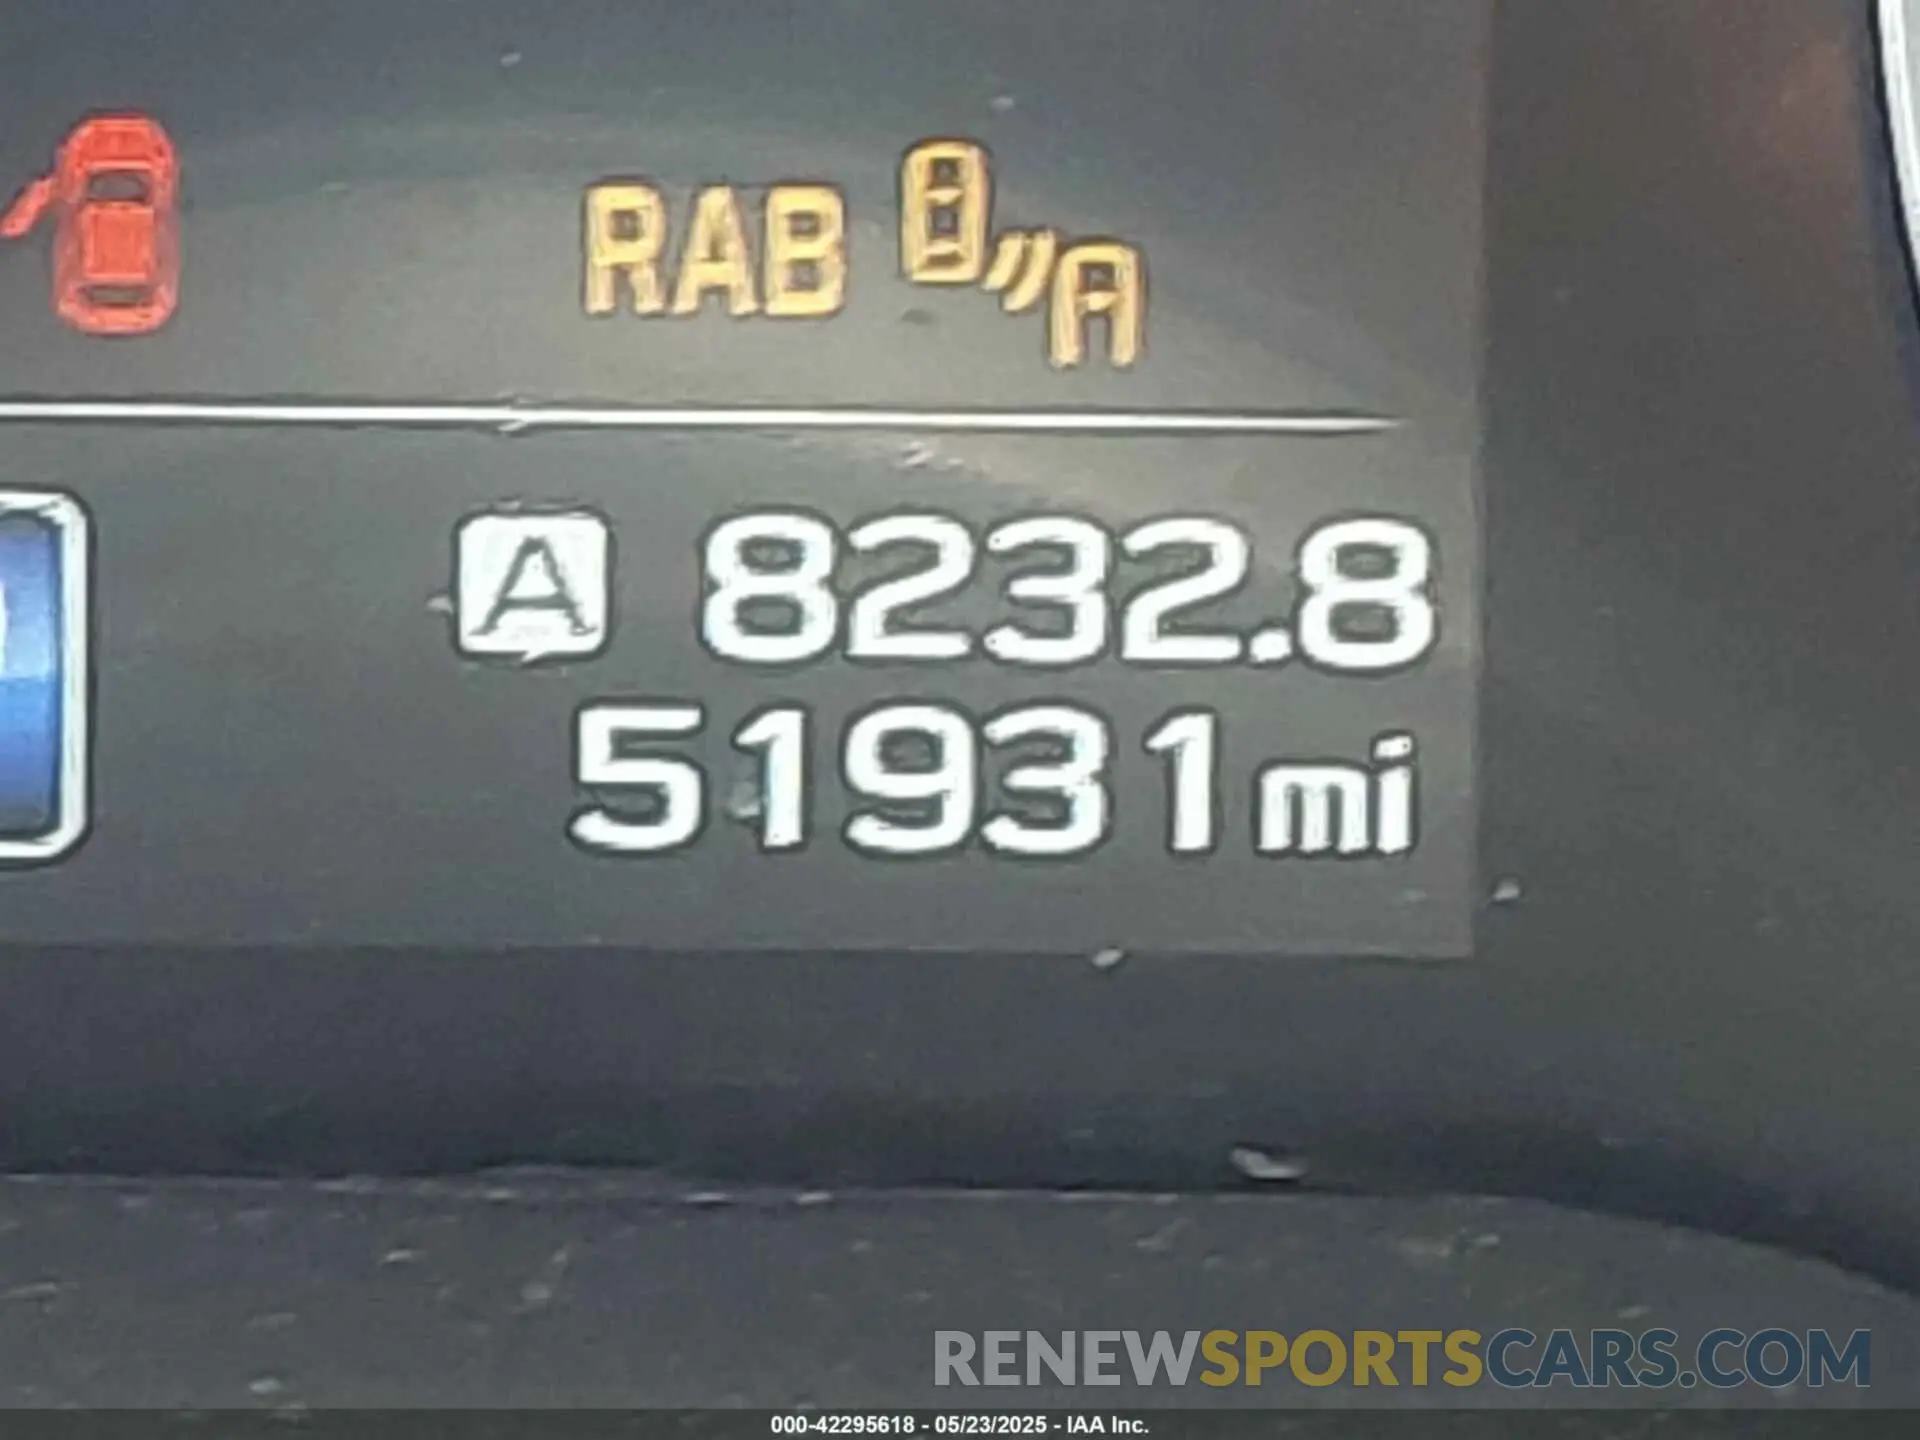 RAB
A 8232.8
51931mi
RENEWSPORTSCARS.COM
000-42295618 - 05/23/2025 - IAA Inc.